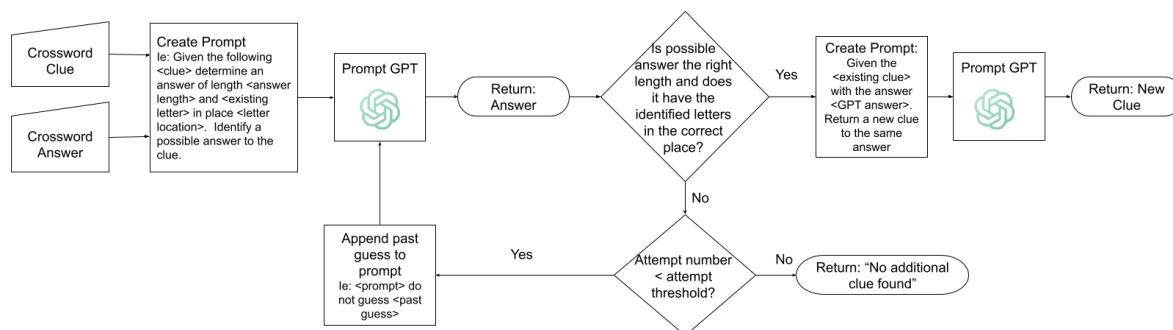 Crossword
Clue
Crossword
Answer
Create Prompt
Ie: Given the following
<clue> determine an
answer of length <answer
length> and <existing
letter> in place <letter
location>. Identify a
possible answer to the
clue.
Prompt GPT
Return:
Answer
Is possible
answer the right
length and does
it have the
identified letters
in the correct
place?
Yes
Create Prompt:
Given the
<existing clue>
with the answer
<GPT answer>.
Return a new clue
to the same
answer
Prompt GPT
Return: New
Clue
No
Append past
guess to
prompt
Ie: <prompt> do
not guess <past
guess>
Yes
Attempt number
< attempt
threshold?
No
Return: “No additional
clue found”